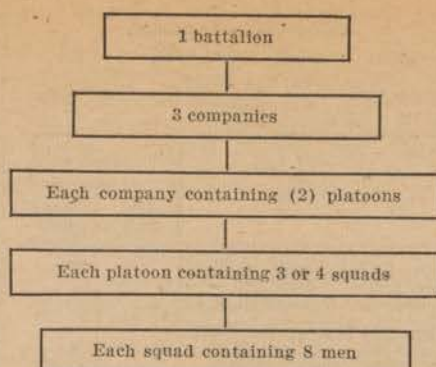 1 battalion
3 companies
Each company containing (2) platoons
Each platoon containing 3 or 4 squads
Each squad containing 8 men